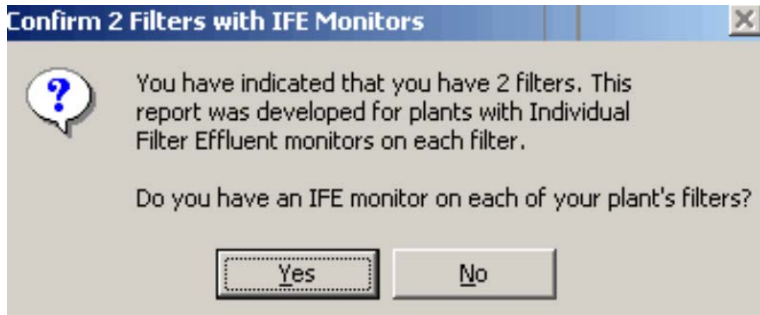 Confirm 2 Filters with IFE Monitors
You have indicated that you have 2 filters. This
report was developed for plants with Individual
Filter Effluent monitors on each filter.
Do you have an IFE monitor on each of your plant's filters?
Yes
No